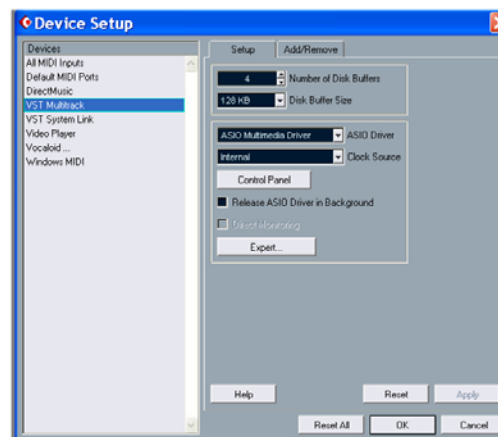 Device Setup
Devices
All MIDI Inputs
Default MIDI Ports
DirectMusic
VST Multitrack
VST System Link
Video Player
Vocaloid ...
Windows MIDI
Setup
Add/Remove
4 Number of Disk Buffers
128 KB Disk Buffer Size
ASIO Multimedia Driver ASIO Driver
Internal Clock Source
Control Panel
Release ASIO Driver in Background
Direct Monitoring
Expert...
Help Reset Apply
Reset All OK Cancel